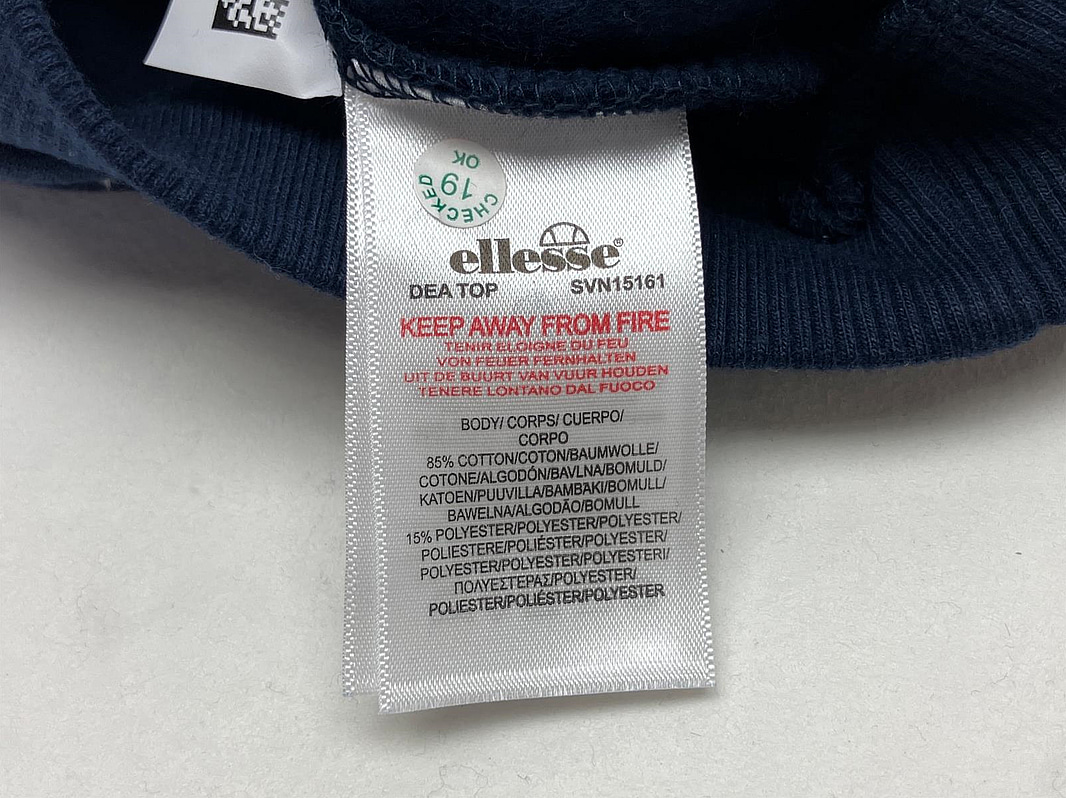 CHECKED
19
OK
ellesse®
DEA TOP SVN15161
KEEP AWAY FROM FIRE
TENIR ELOIGNE DU FEU
VON FEUER FERNHALTEN
UIT DE BUURT VAN VUUR HOUDEN
TENERE LONTANO DAL FUOCO
BODY/ CORPS/ CUERPO/
CORPO
85% COTTON/COTON/BAUMWOLLE/
COTONE/ALGODÓN/BAVLNA/BOMULD/
KATOEN/PUUVILLA/ΒΑΜΒΆΚΙ/BOMULL/
BAWELNA/ALGODÃO/BOMULL
15% POLYESTER/POLYESTER/POLYESTER/
POLIESTERE/POLIÉSTER/POLYESTER/
POLYESTER/POLYESTER/POLYESTERI/
ΠΟΛΥΕΣΤΕΡΑΣ/POLYESTER/
POLIESTER/POLIÉSTER/POLYESTER